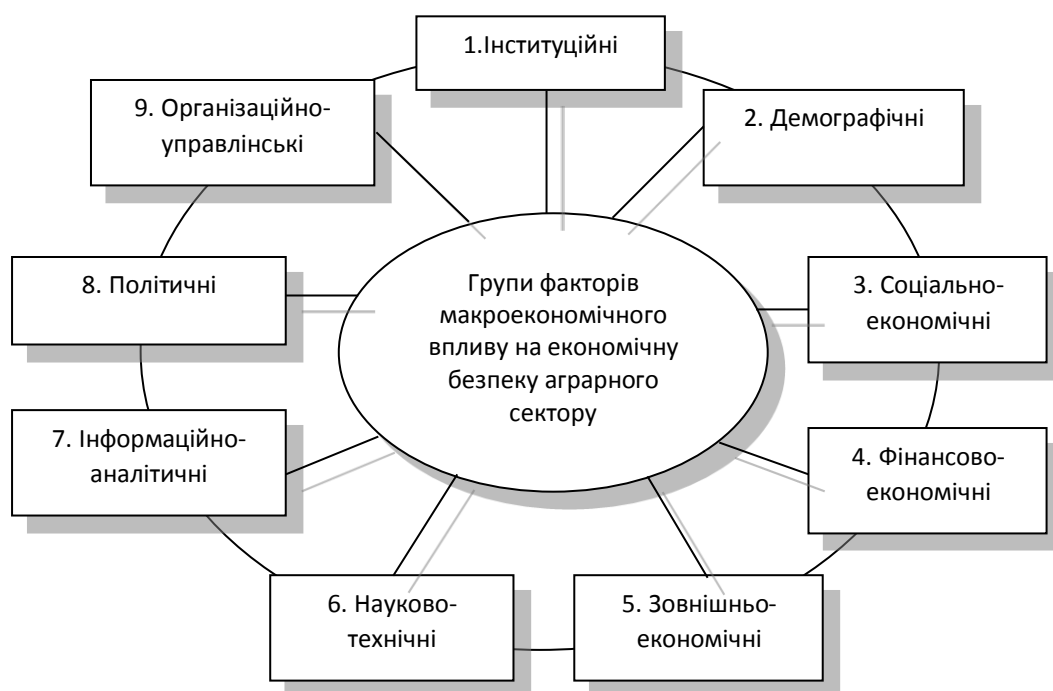 1.Інституційні
2. Демографічні
3. Соціально-
економічні
4. Фінансово-
економічні
5. Зовнішньо-
економічні
6. Науково-
технічні
7. Інформаційно-
аналітичні
8. Політичні
9. Організаційно-
управлінські
Групи факторів
макроекономічного
впливу на економічну
безпеку аграрного
сектору